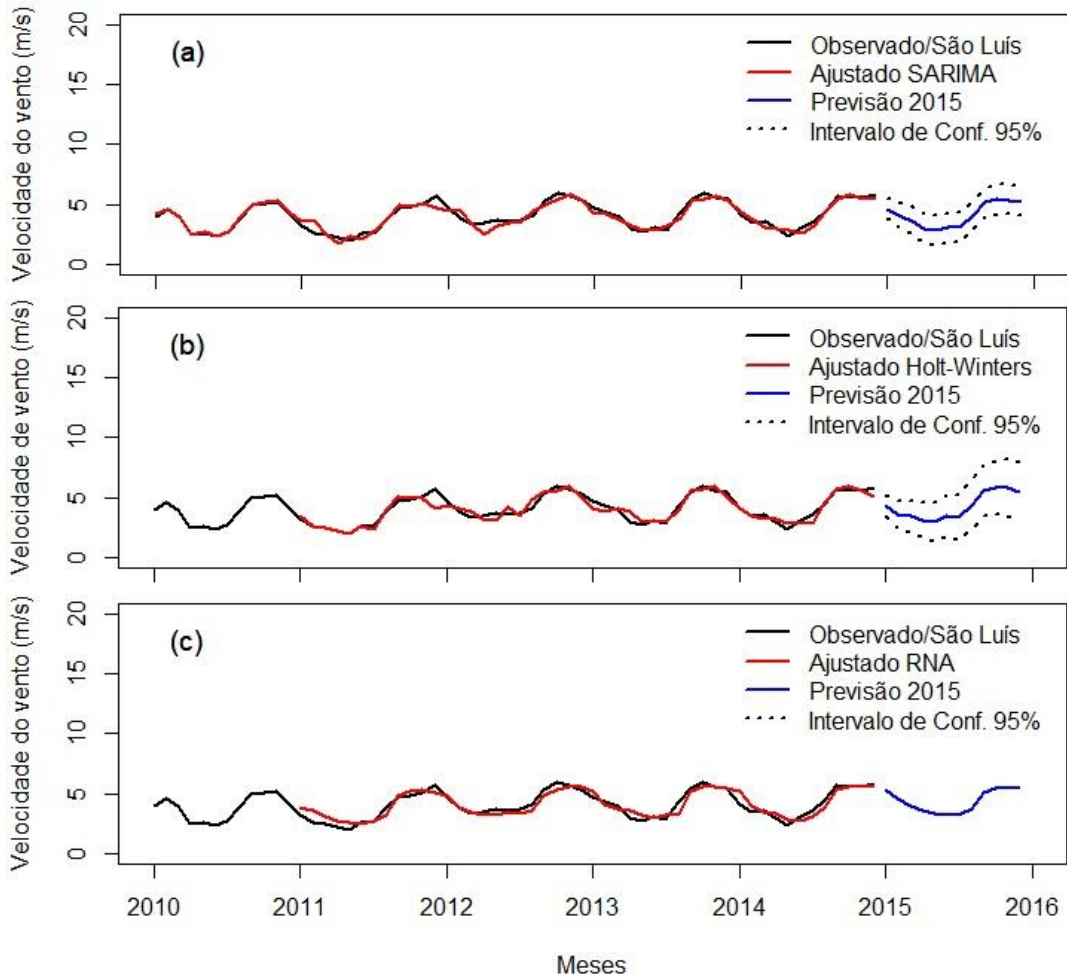 (a)
Velocidade do vento (m/s)
20
15
10
5
0
Observado/São Luís
Ajustado SARIMA
Previsão 2015
Intervalo de Conf. 95%
(b)
Velocidade de vento (m/s)
20
15
10
5
0
Observado/São Luís
Ajustado Holt-Winters
Previsão 2015
Intervalo de Conf. 95%
(c)
Velocidade do vento (m/s)
20
15
10
5
0
Observado/São Luís
Ajustado RNA
Previsão 2015
Intervalo de Conf. 95%
2010 2011 2012 2013 2014 2015 2016
Meses